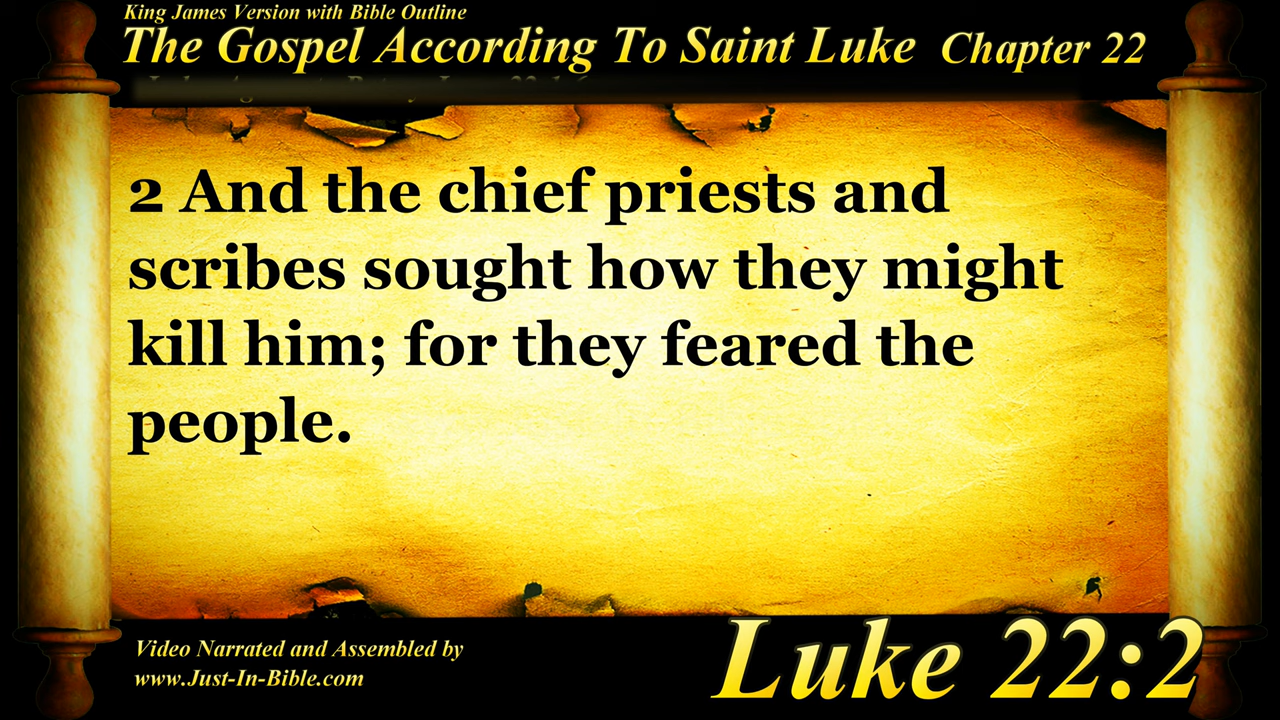 King James Version with Bible Outline
The Gospel According To Saint Luke Chapter 22
2 And the chief priests and
scribes sought how they might
kill him; for they feared the
people.
Video Narrated and Assembled by
www.Just-In-Bible.com
Luke 22:2